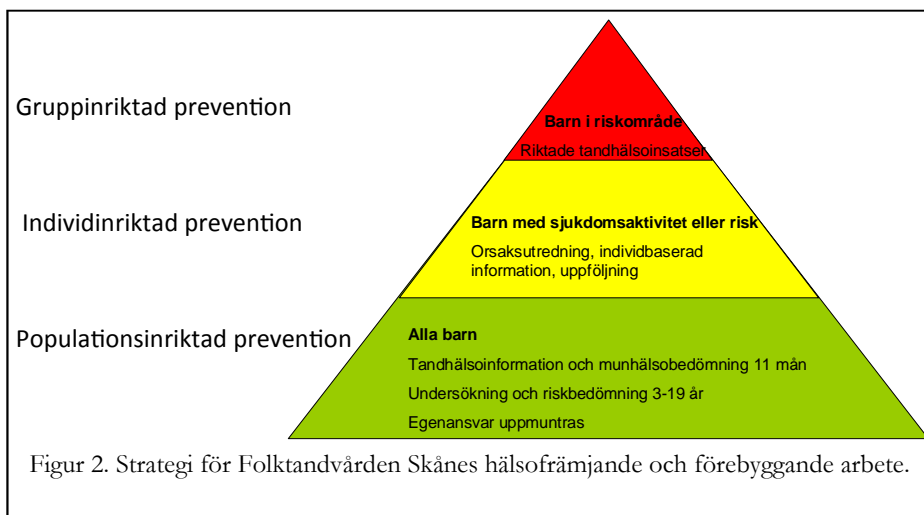 Gruppinriktad prevention
Barn i riskområde
Riktade tandhälsoinsatser
Individinriktad prevention
Barn med sjukdomsaktivitet eller risk
Orsaksutredning, individbaserad
information, uppföljning
Populationsinriktad prevention
Alla barn
Tandhälsoinformation och munhälsobedömning 11 mån
Undersökning och riskbedömning 3-19 år
Egenansvar uppmuntras
Figur 2. Strategi för Folktandvården Skånes hälsofrämjande och förebyggande arbete.